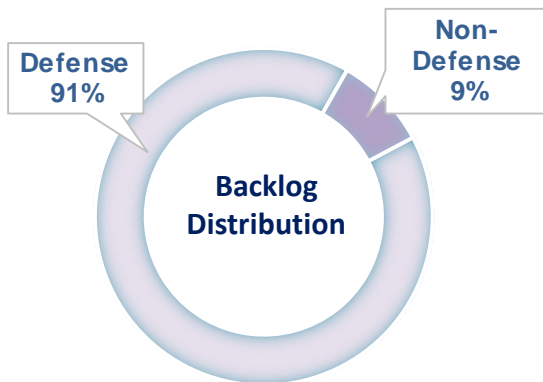 Defense
91%
Non-
Defense
9%
Backlog
Distribution